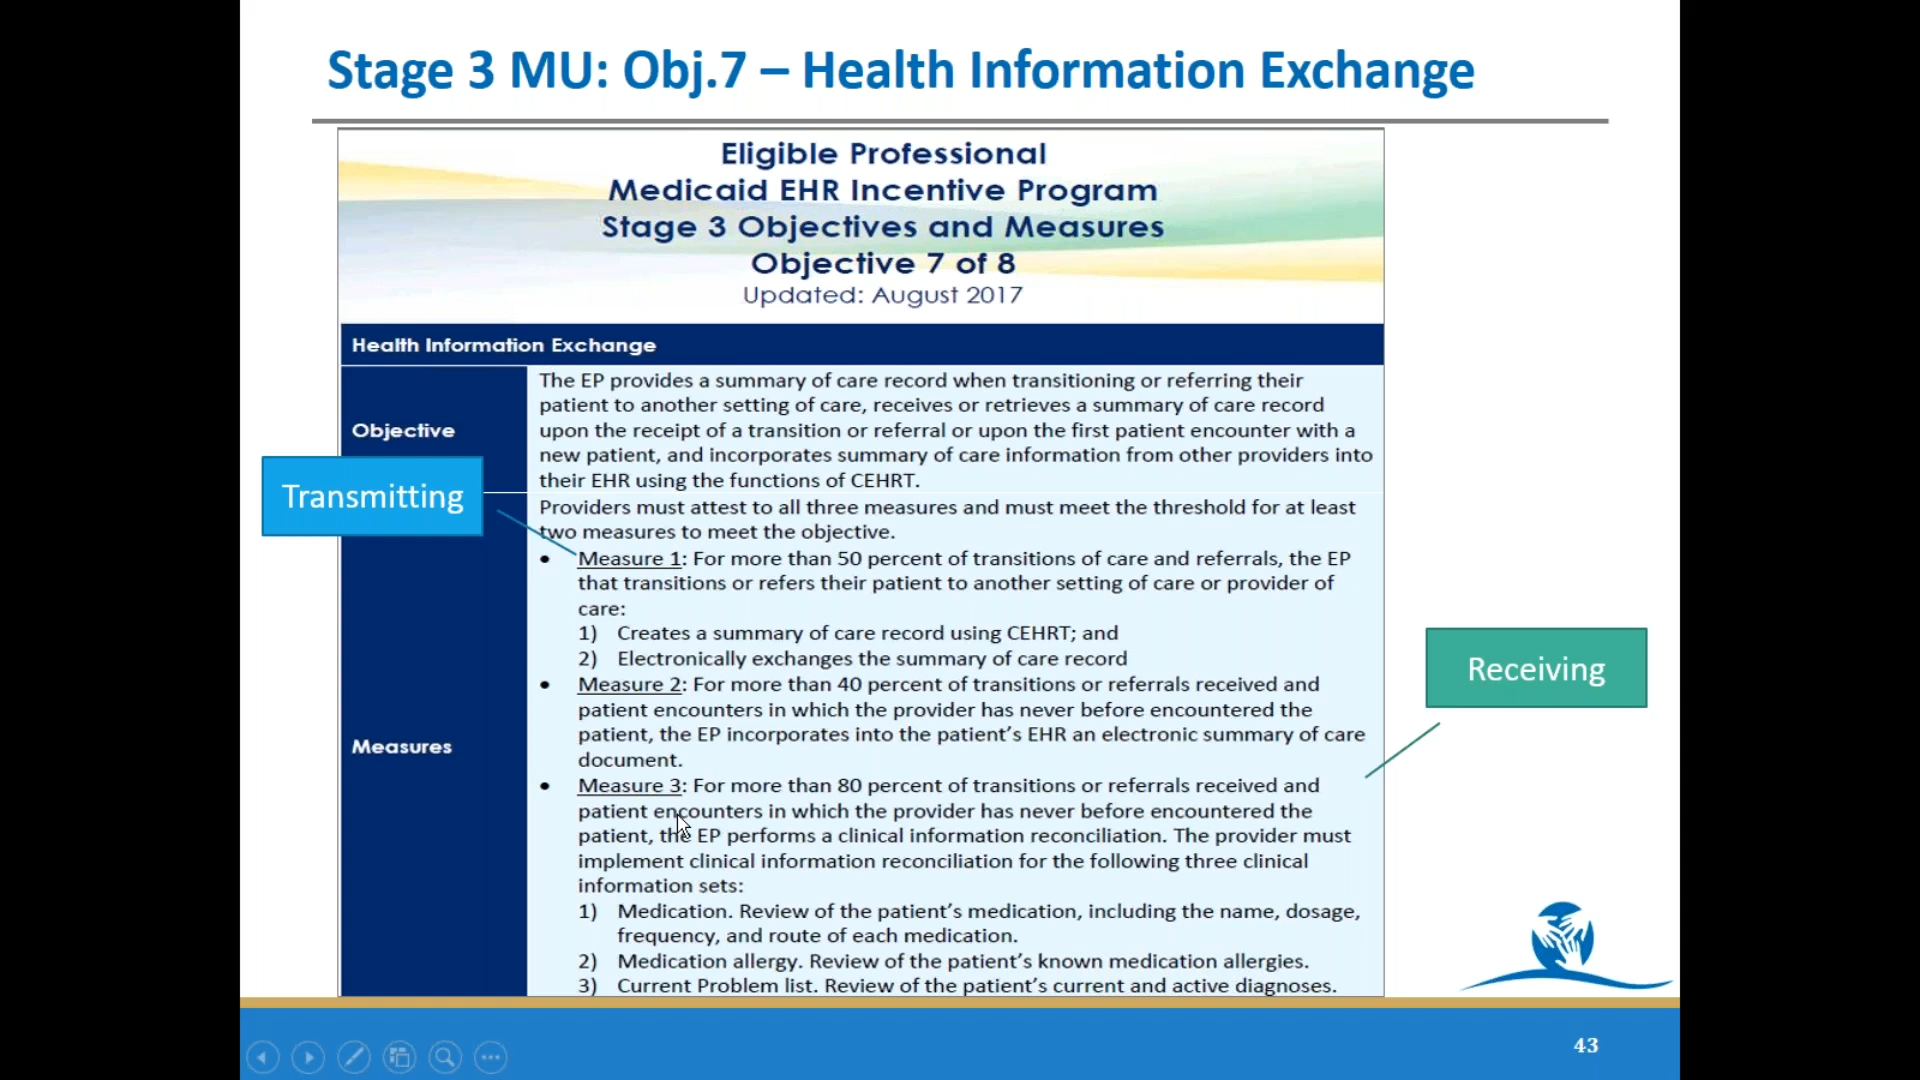 Stage 3 MU: Obj.7 – Health Information Exchange
Eligible Professional
Medicaid EHR Incentive Program
Stage 3 Objectives and Measures
Objective 7 of 8
Updated: August 2017
Health Information Exchange
Objective
The EP provides a summary of care record when transitioning or referring their
patient to another setting of care, receives or retrieves a summary of care record
upon the receipt of a transition or referral or upon the first patient encounter with a
new patient, and incorporates summary of care information from other providers into
their EHR using the functions of CEHRT.
Transmitting
Measures
Providers must attest to all three measures and must meet the threshold for at least
two measures to meet the objective.
• Measure 1: For more than 50 percent of transitions of care and referrals, the EP
that transitions or refers their patient to another setting of care or provider of
care:
1) Creates a summary of care record using CEHRT; and
2) Electronically exchanges the summary of care record
• Measure 2: For more than 40 percent of transitions or referrals received and
patient encounters in which the provider has never before encountered the
patient, the EP incorporates into the patient’s EHR an electronic summary of care
document.
• Measure 3: For more than 80 percent of transitions or referrals received and
patient encounters in which the provider has never before encountered the
patient, the EP performs a clinical information reconciliation. The provider must
implement clinical information reconciliation for the following three clinical
information sets:
1) Medication. Review of the patient’s medication, including the name, dosage,
frequency, and route of each medication.
2) Medication allergy. Review of the patient’s known medication allergies.
3) Current Problem list. Review of the patient’s current and active diagnoses.
Receiving
43